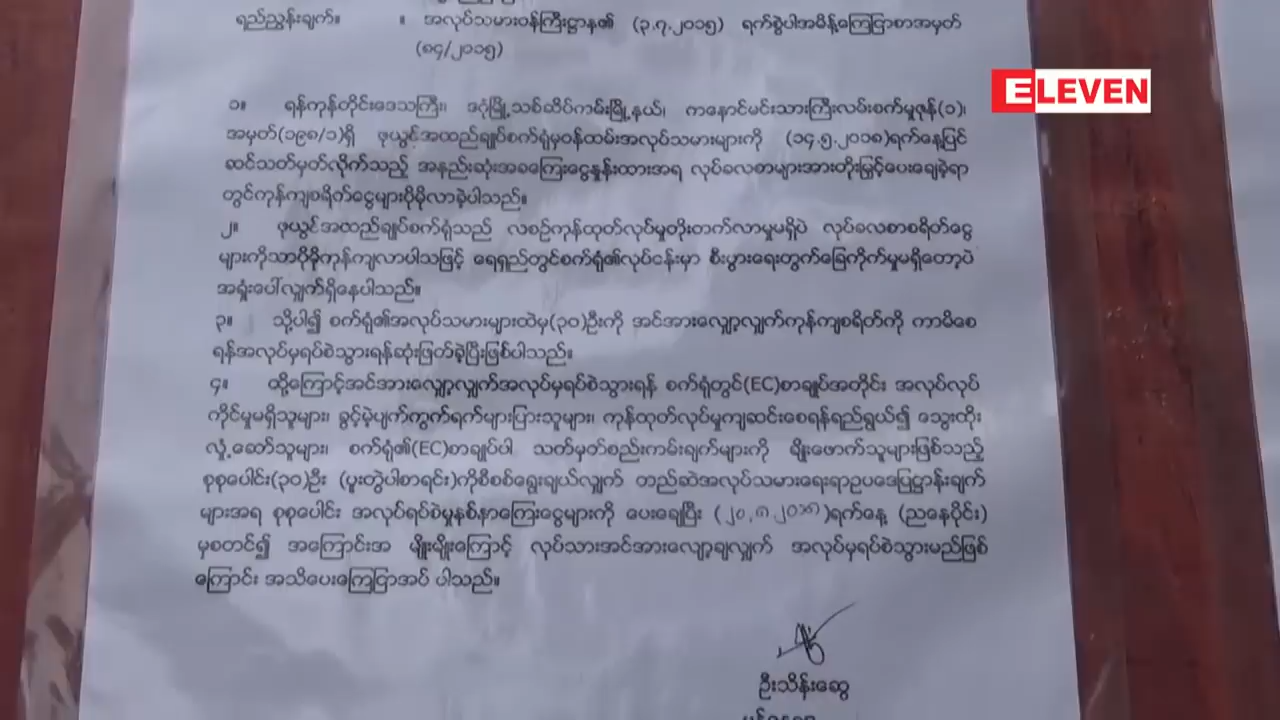 ရည်ညွှန်းချက်။ ။ အလုပ်သမားဝန်ကြီးဌာန၏ (၃.၇.၂၀၁၅) ရက်စွဲပါအမိန့်ကြေငြာစာအမှတ်
(၈၄/၂၀၁၅)
ELEVEN
၁။ ရန်ကုန်တိုင်းဒေသကြီး၊ ဒဂုံမြို့သစ်ဆိပ်ကမ်းမြို့နယ်၊ ကနောင်မင်းသားကြီးလမ်းစက်မှုဇုန်(၁)၊
အမှတ်(၁၉၈/၁)ရှိ ဖုယွင်အထည်ချုပ်စက်ရုံမှဝန်ထမ်းအလုပ်သမားများကို (၁၄.၅.၂၀၁၈)ရက်နေ့ပြင်
ဆင်သတ်မှတ်လိုက်သည့် အနည်းဆုံးအခကြေးငွေနှုန်းထားအရ လုပ်ခလစာများအားတိုးမြှင့်ပေးချေခဲ့ရာ
တွင်ကုန်ကျစရိတ်ငွေများပိုမိုလာခဲ့ပါသည်။
၂။ ဖုယွင်အထည်ချုပ်စက်ရုံသည် လစဉ်ကုန်ထုတ်လုပ်မှုတိုးတက်လာမှုမရှိပဲ လုပ်ခလစာစရိတ်ငွေ
များကိုသာပိုမိုကုန်ကျလာပါသဖြင့် ရေရှည်တွင်စက်ရုံ၏လုပ်ငန်းမှာ စီးပွားရေးတွက်ခြေကိုက်မှုမရှိတော့ပဲ
အရှုံးပေါ်လျှက်ရှိနေပါသည်။
၃။ သို့ပါ၍ စက်ရုံ၏အလုပ်သမားများထဲမှ(၃၀)ဦးကို အင်အားလျှော့လျှက်ကုန်ကျစရိတ်ကို ကာမိစေ
ရန်အလုပ်မှရပ်စဲသွားရန်ဆုံးဖြတ်ခဲ့ပြီးဖြစ်ပါသည်။
၄။ ထို့ကြောင့်အင်အားလျှော့လျှက်အလုပ်မှရပ်စဲသွားရန် စက်ရုံတွင်(EC)စာချုပ်အတိုင်း အလုပ်လုပ်
ကိုင်မှုမရှိသူများ၊ ခွင့်မဲ့ပျက်ကွက်ရက်များပြားသူများ၊ ကုန်ထုတ်လုပ်မှုကျဆင်းစေရန်ရည်ရွယ်၍ သွေးထိုး
လှုံ့ဆော်သူများ၊ စက်ရုံ၏(EC)စာချုပ်ပါ သတ်မှတ်စည်းကမ်းချက်များကို မျိုးဖောက်သူများဖြစ်သည့်
စုစုပေါင်း(၃၀)ဦး (ပူးတွဲပါစာရင်း)ကိုစိစစ်ရွေးချယ်လျှက် တည်ဆဲအလုပ်သမားရေးရာဥပဒေပြဋ္ဌာန်းချက်
များအရ စုစုပေါင်း အလုပ်ရပ်စဲမှုနစ်နာကြေးငွေများကို ပေးချေပြီး (၂၀.၈.၂၀၁၈)ရက်နေ့ (ညနေပိုင်း)
မှစတင်၍ အကြောင်းအ မျိုးမျိုးကြောင့် လုပ်သားအင်အားလျော့ချလျှက် အလုပ်မှရပ်စဲသွားမည်ဖြစ်
ကြောင်း အသိပေးကြေငြာအပ် ပါသည်။
ဦးသိန်းဆွေ